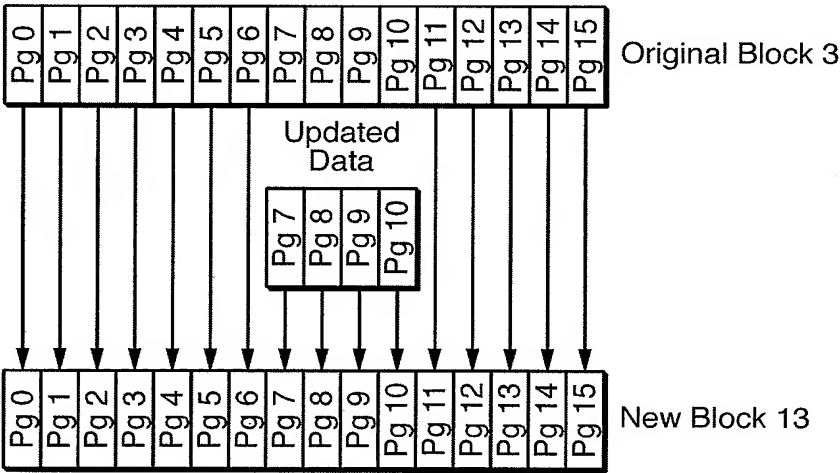 Pg 0 Pg 1 Pg 2 Pg 3 Pg 4 Pg 5 Pg 6 Pg 7 Pg 8 Pg 9 Pg 10 Pg 11 Pg 12 Pg 13 Pg 14 Pg 15 Original Block 3
Updated
Data
Pg 7 Pg 8 Pg 9 Pg 10
Pg 0 Pg 1 Pg 2 Pg 3 Pg 4 Pg 5 Pg 6 Pg 7 Pg 8 Pg 9 Pg 10 Pg 11 Pg 12 Pg 13 Pg 14 Pg 15 New Block 13